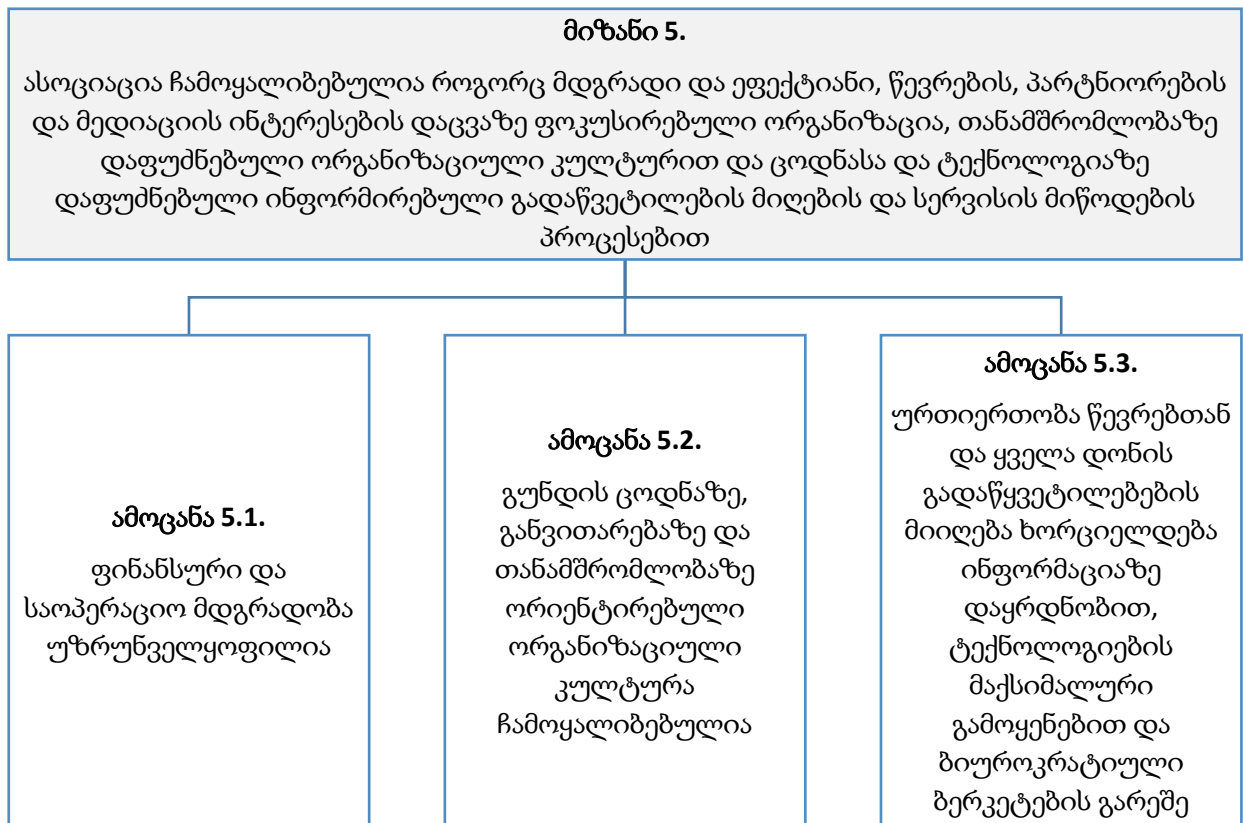 მიზანი 5.
ასოციაცია ჩამოყალიბებულია როგორც მდგრადი და ეფექტიანი, წევრების, პარტნიორების
და მედიაციის ინტერესების დაცვაზე ფოკუსირებული ორგანიზაცია, თანამშრომლობაზე
დაფუძნებული ორგანიზაციული კულტურით და ცოდნასა და ტექნოლოგიაზე
დაფუძნებული ინფორმირებული გადაწვეტილების მიღების და სერვისის მიწოდების
პროცესებით
ამოცანა 5.1.
ფინანსური და
საოპერაციო მდგრადობა
უზრუნველყოფილია
ამოცანა 5.2.
გუნდის ცოდნაზე,
განვითარებაზე და
თანამშრომლობაზე
ორიენტირებული
ორგანიზაციული
კულტურა
ჩამოყალიბებულია
ამოცანა 5.3.
ურთიერთობა წევრებთან
და ყველა დონის
გადაწყვეტილებების
მიიღება ხორციელდება
ინფორმაციაზე
დაყრდნობით,
ტექნოლოგიების
მაქსიმალური
გამოყენებით და
ბიუროკრატიული
ბერკეტების გარეშე